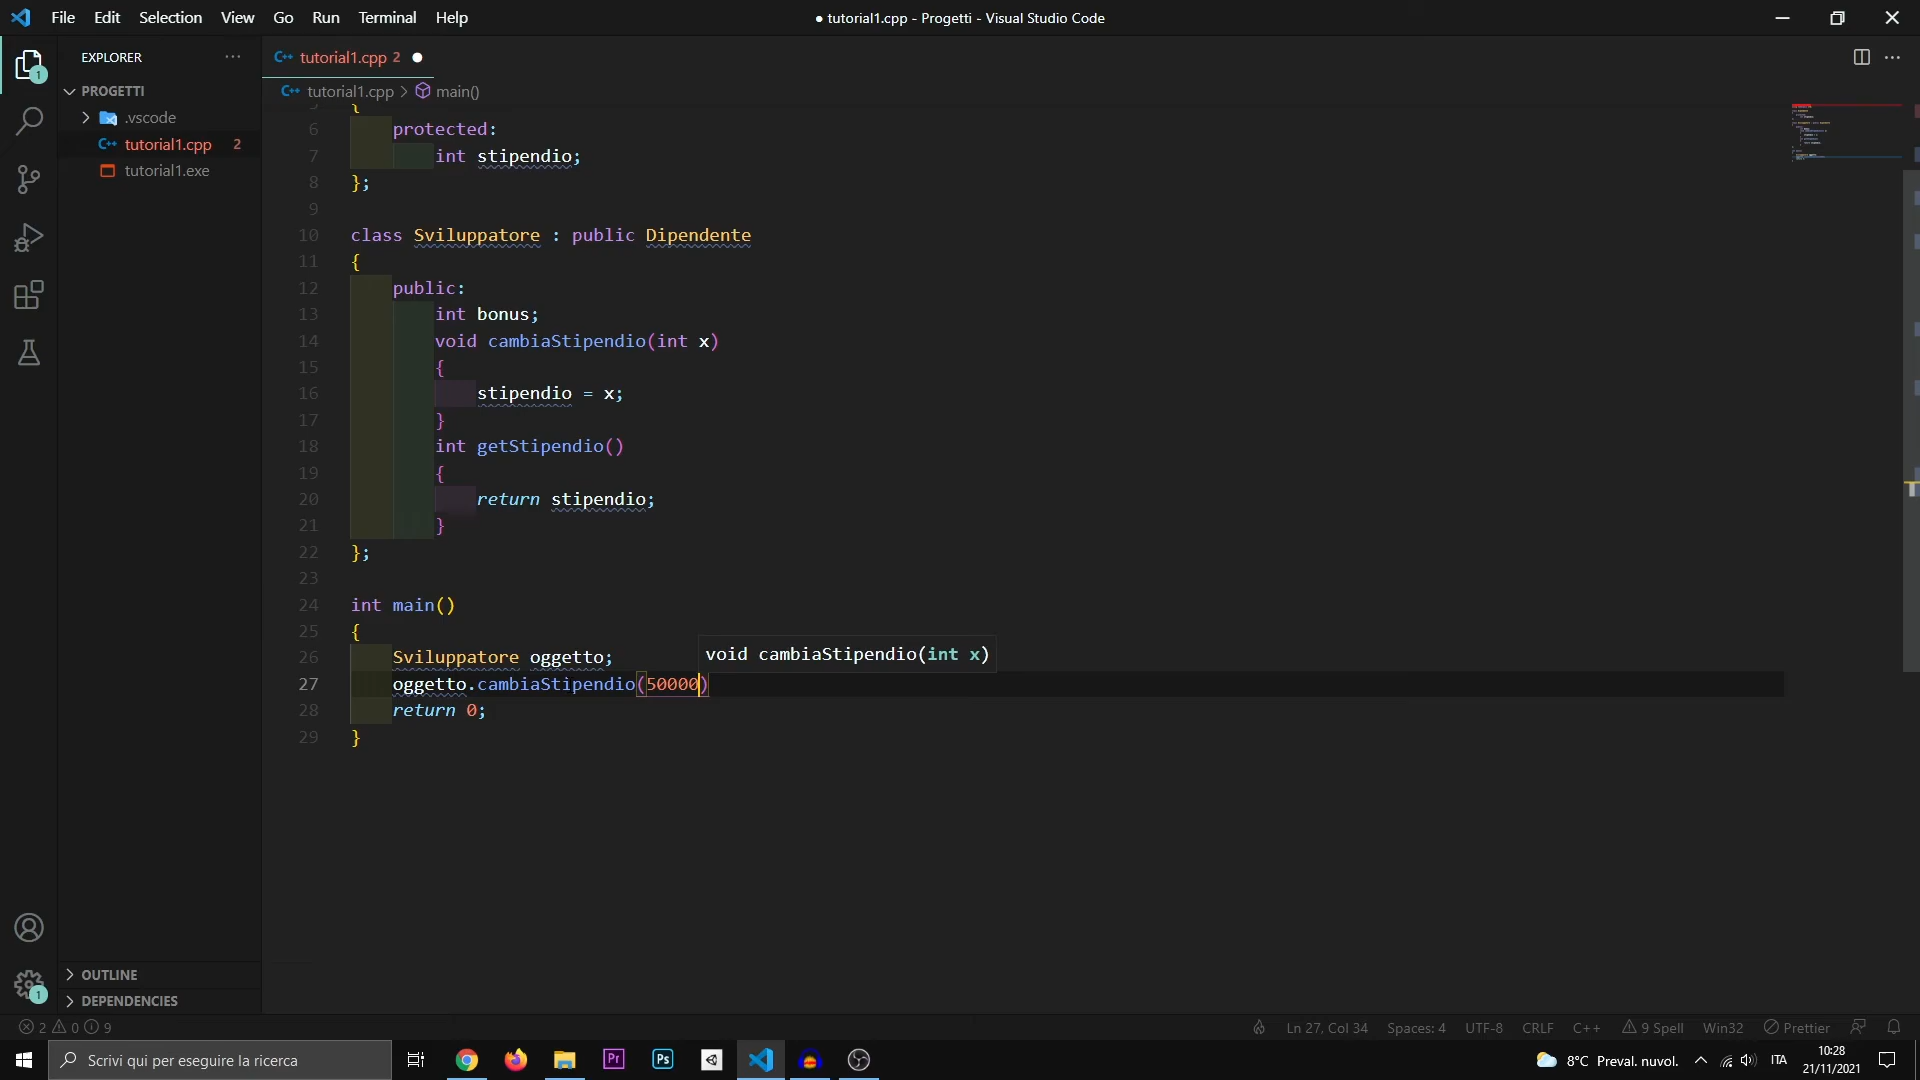 File Edit Selection View Go Run Terminal Help
● tutorial1.cpp - Progetti - Visual Studio Code
EXPLORER
PROGETTI
.vscode
tutorial1.cpp 2
tutorial1.exe
OUTLINE
DEPENDENCIES
tutorial1.cpp 2
tutorial1.cpp > main()
5 {
6 protected:
7 int stipendio;
8 };
9
10 class Sviluppatore : public Dipendente
11 {
12 public:
13 int bonus;
14 void cambiaStipendio(int x)
15 {
16 stipendio = x;
17 }
18 int getStipendio()
19 {
20 return stipendio;
21 }
22 };
23
24 int main()
25 {
26 Sviluppatore oggetto;
void cambiaStipendio(int x)
27 oggetto.cambiaStipendio(50000)
28 return 0;
29 }
1
1
2 0 9
Ln 27, Col 34 Spaces: 4 UTF-8 CRLF C++ 9 Spell Win32 Prettier
Scrivi qui per eseguire la ricerca
Pr
Ps
8°C Preval. nuvol.
ITA
10:28
21/11/2021